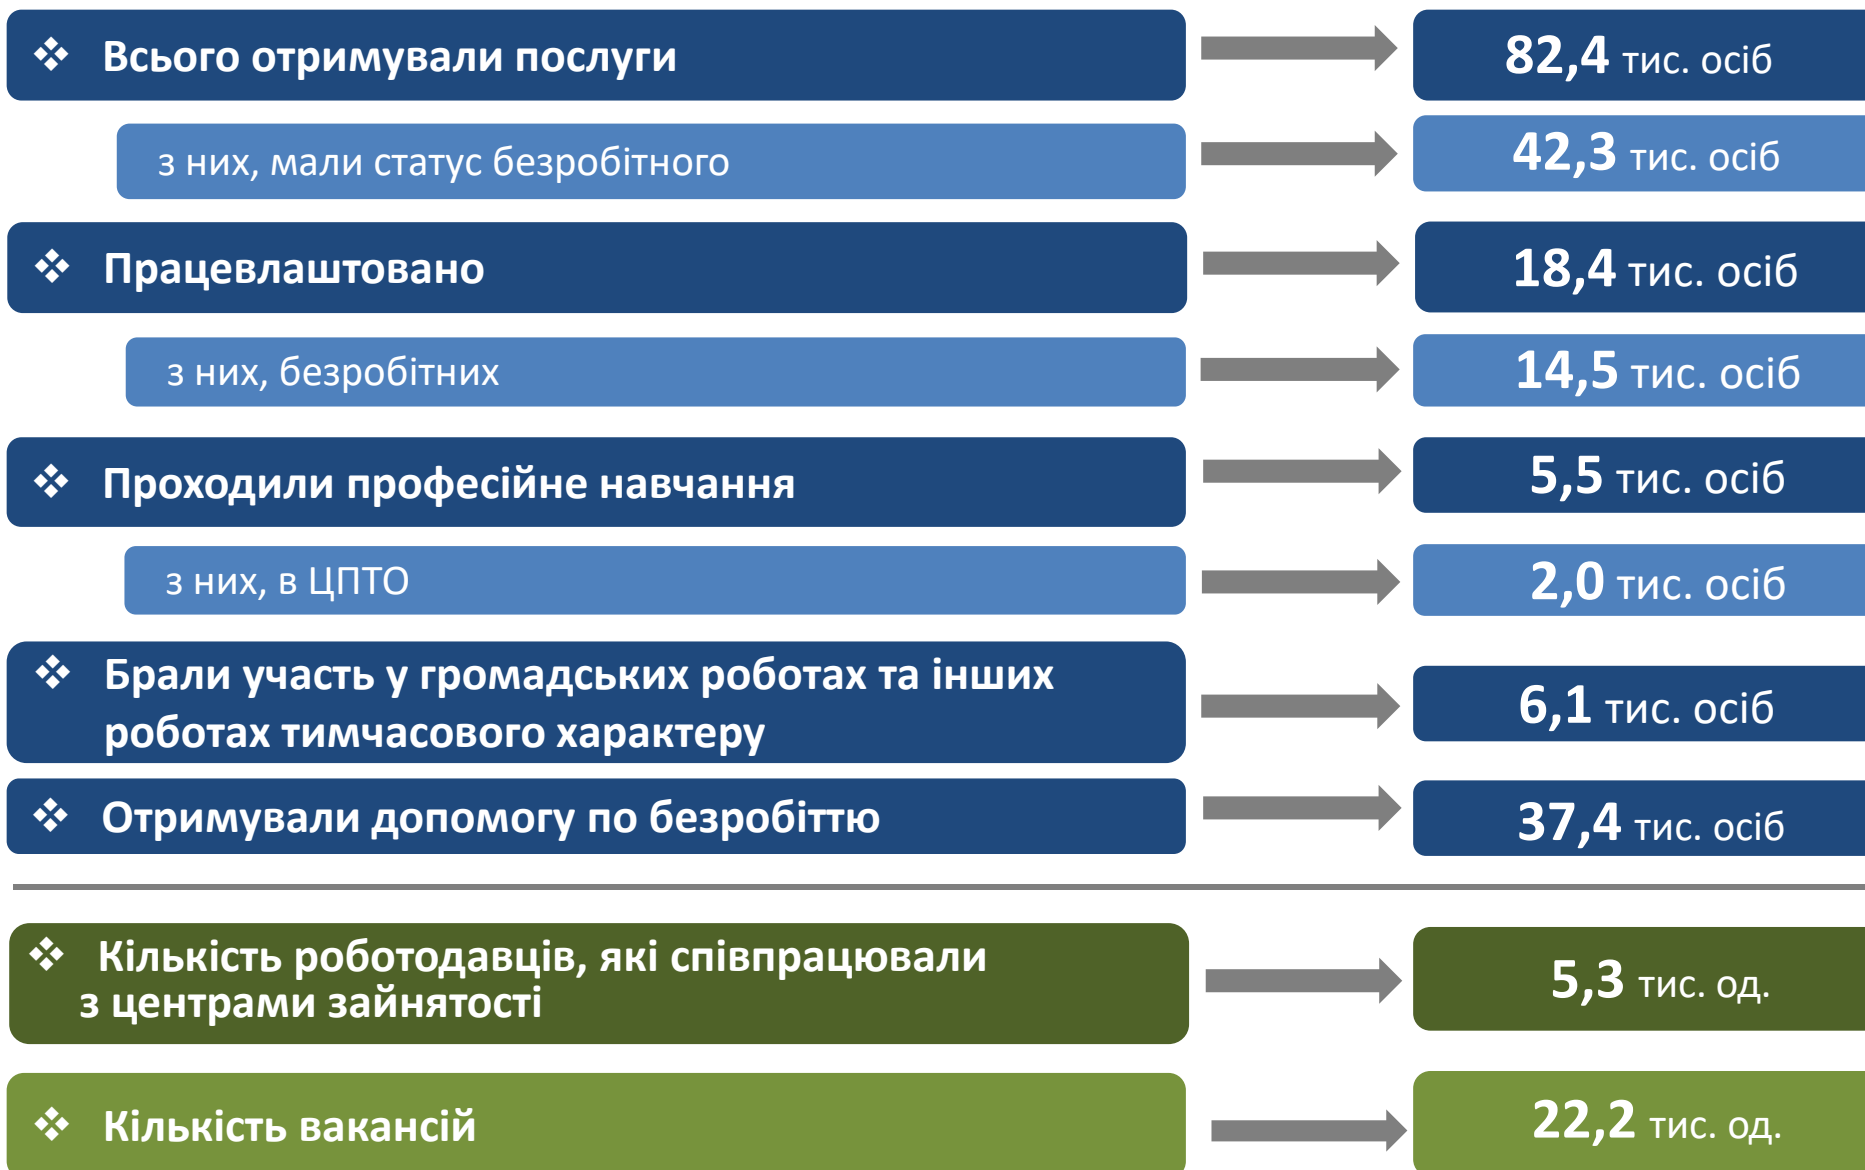 ❖ Всього отримували послуги
82,4 тис. осіб
з них, мали статус безробітного
42,3 тис. осіб
❖ Працевлаштовано
18,4 тис. осіб
з них, безробітних
14,5 тис. осіб
❖ Проходили професійне навчання
5,5 тис. осіб
з них, в ЦПТО
2,0 тис. осіб
❖ Брали участь у громадських роботах та інших
роботах тимчасового характеру
6,1 тис. осіб
❖ Отримували допомогу по безробіттю
37,4 тис. осіб
❖ Кількість роботодавців, які співпрацювали
з центрами зайнятості
5,3 тис. од.
❖ Кількість вакансій
22,2 тис. од.